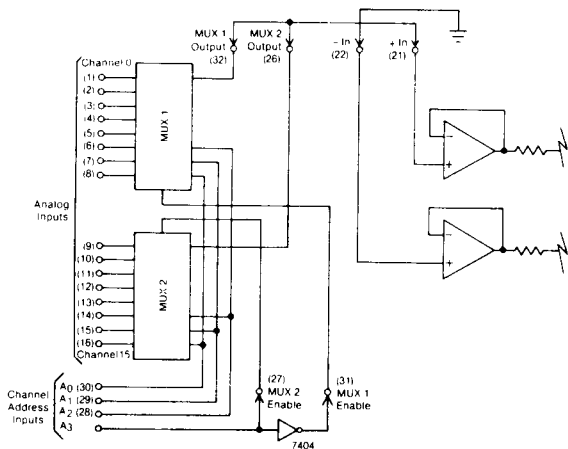 MUX 1 Output (32)
MUX 2 Output (26)
– In (22)
+ In (21)
Channel 0
(1)
(2)
(3)
(4)
(5)
(6)
(7)
(8)
MUX 1
Analog Inputs
(9)
(10)
(11)
(12)
(13)
(14)
(15)
(16)
Channel 15
MUX 2
–
+
–
+
Channel Address Inputs
A0 (30)
A1 (29)
A2 (28)
A3
(27) MUX 2 Enable
(31) MUX 1 Enable
7404